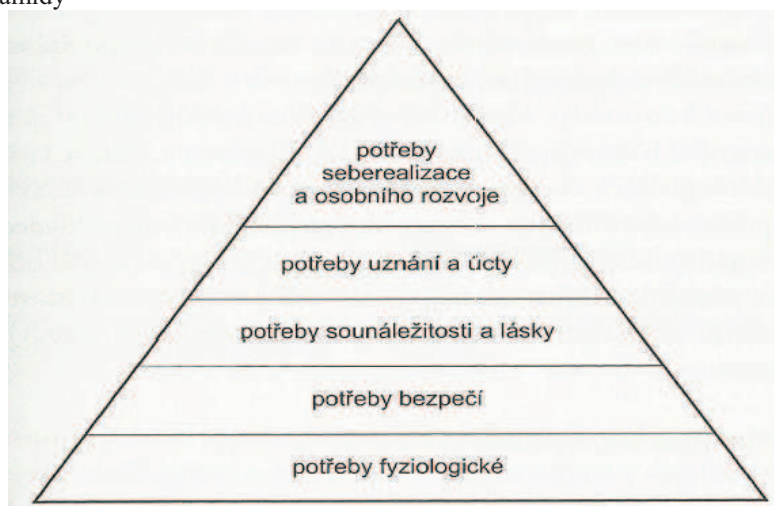 potřeby
seberealizace
a osobního rozvoje
potřeby uznání a úcty
potřeby sounáležitosti a lásky
potřeby bezpečí
potřeby fyziologické